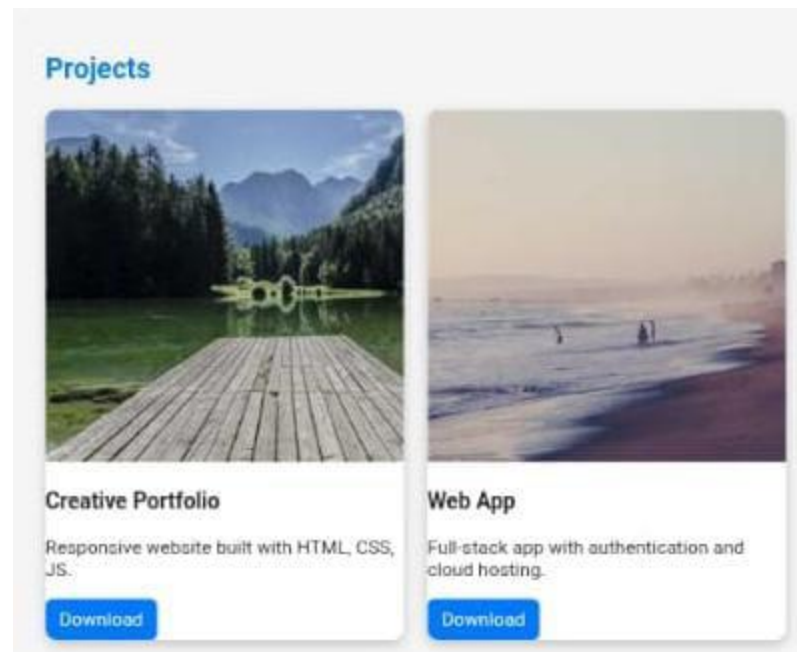 Projects
Creative Portfolio
Responsive website built with HTML, CSS,
JS.
Download
Web App
Full-stack app with authentication and
cloud hosting.
Download